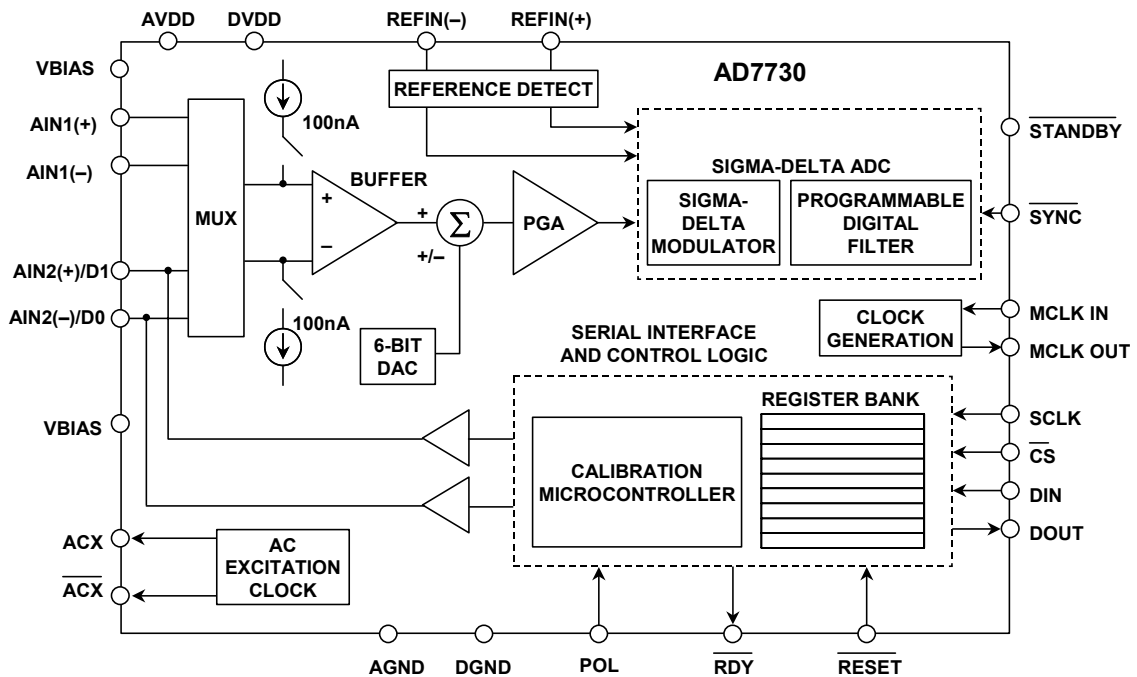 AVDD
DVDD
REFIN(–)
REFIN(+)
VBIAS
AD7730
REFERENCE DETECT
AIN1(+)
100nA
STANDBY
AIN1(–)
SIGMA-DELTA ADC
BUFFER
MUX
+
–
+
+/–
Σ
PGA
SIGMA-
DELTA
MODULATOR
PROGRAMMABLE
DIGITAL
FILTER
SYNC
AIN2(+)/D1
AIN2(–)/D0
100nA
6-BIT
DAC
SERIAL INTERFACE
AND CONTROL LOGIC
CLOCK
GENERATION
MCLK IN
MCLK OUT
VBIAS
REGISTER BANK
CALIBRATION
MICROCONTROLLER
SCLK
CS
DIN
DOUT
ACX
ACX
AC
EXCITATION
CLOCK
AGND
DGND
POL
RDY
RESET